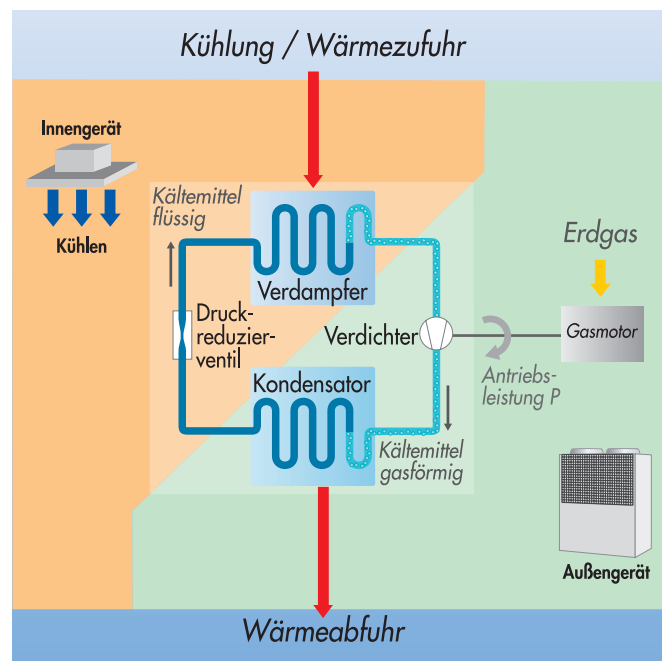 Kühlung / Wärmezufuhr
Innengerät
Kühlen
Kältemittel
flüssig
Verdampfer
Erdgas
Druck-
reduzier-
ventil
Verdichter
Gasmotor
Antriebs-
leistung P
Kondensator
Kältemittel
gasförmig
Außengerät
Wärmeabfuhr